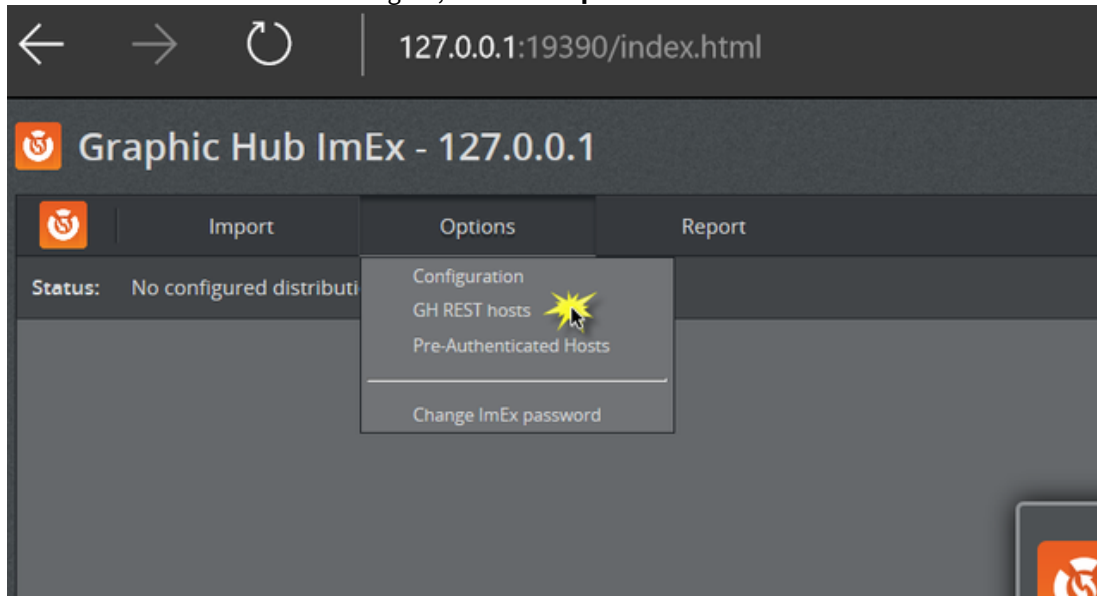 127.0.0.1:19390/index.html
Graphic Hub ImEx - 127.0.0.1
Import Options Report
Status: No configured distributi
Configuration
GH REST hosts
Pre-Authenticated Hosts
Change ImEx password